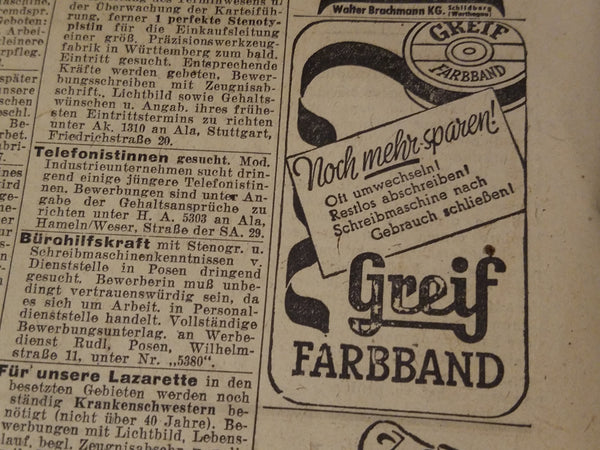 der Überwachung der Karteifüh-
rung, ferner 1 perfekte Stenoty-
pistin für die Einkaufsleitung
einer größ. Präzisionswerkzeug-
fabrik in Württemberg zum bald.
Eintritt gesucht. Entsprechende
Kräfte werden gebeten, Bewer-
bungsschreiben mit Zeugnisab-
schrift., Lichtbild sowie Gehalts-
wünschen u. Angab. ihres frühe-
sten Eintrittstermins zu richten
unter Ak. 1310 an Ala, Stuttgart,
Friedrichstraße 20.
Telefonistinnen gesucht. Mod.
Industrieunternehmen sucht drin-
gend einige jüngere Telefonistin-
nen. Bewerbungen sind unter An-
gabe der Gehaltsansprüche zu
richten unter H. A. 5303 an Ala,
Hameln/Weser, Straße der SA. 29.
Bürohilfskraft mit Stenogr. u.
Schreibmaschinenkenntnissen v.
Dienststelle in Posen dringend
gesucht. Bewerberin muß unbe-
dingt vertrauenswürdig sein, da
es sich um Arbeit. in Personal-
dienststelle handelt. Vollständige
Bewerbungsunterlag. an Werbe-
dienst Rudl, Posen, Wilhelm-
straße 11, unter Nr. „5380“.
Für unsere Lazarette in den
besetzten Gebieten werden noch
ständig Krankenschwestern be-
nötigt (nicht über 40 Jahre). Be-
werbungen mit Lichtbild, Lebens-
lauf, begl. Zeugnisabschr.
Walter Bruchmann KG. Schildberg
(Wartheگau)
GREIF
FARBBAND
Noch mehr sparen!
Oft umwechseln!
Restlos abschreiben!
Schreibmaschine nach
Gebrauch schließen!
Greif
FARBBAND